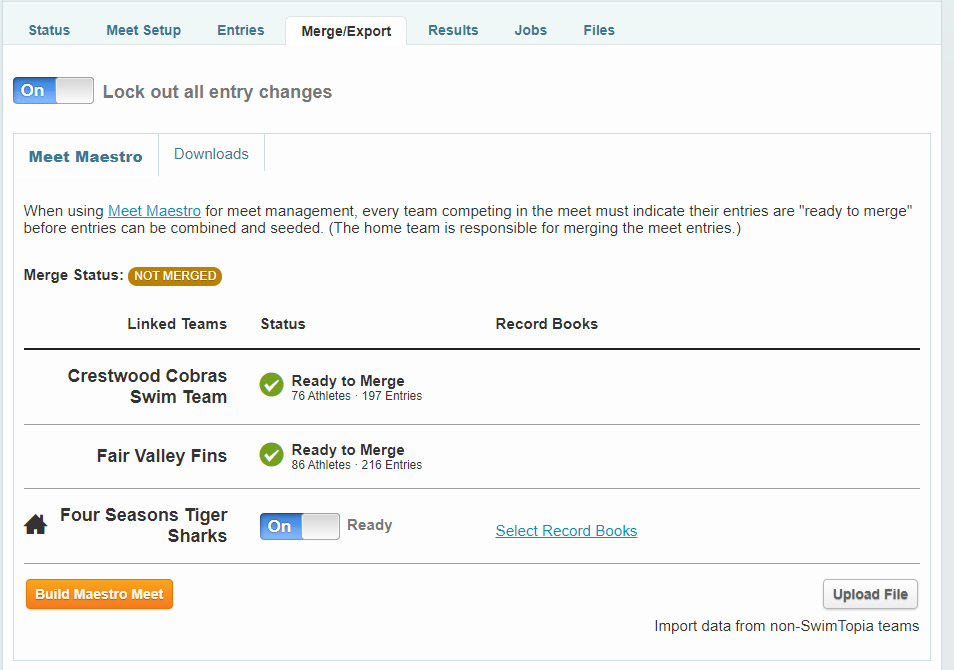 Status Meet Setup Entries Merge/Export Results Jobs Files
On Lock out all entry changes
Meet Maestro Downloads
When using Meet Maestro for meet management, every team competing in the meet must indicate their entries are "ready to merge"
before entries can be combined and seeded. (The home team is responsible for merging the meet entries.)
Merge Status: NOT MERGED
Linked Teams Status Record Books
Crestwood Cobras
Swim Team
Ready to Merge
76 Athletes · 197 Entries
Fair Valley Fins
Ready to Merge
86 Athletes · 216 Entries
Four Seasons Tiger
Sharks
On Ready
Select Record Books
Build Maestro Meet Upload File
Import data from non-SwimTopia teams